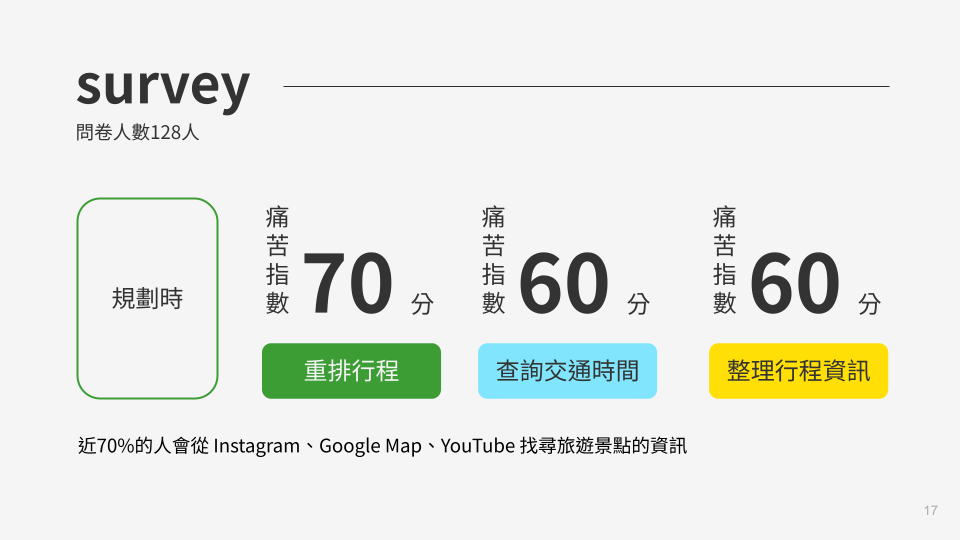 survey
問卷人數128人
規劃時
痛苦指數
70 分
重排行程
痛苦指數
60 分
查詢交通時間
痛苦指數
60 分
整理行程資訊
近70%的人會從 Instagram、Google Map、YouTube 找尋旅遊景點的資訊
17